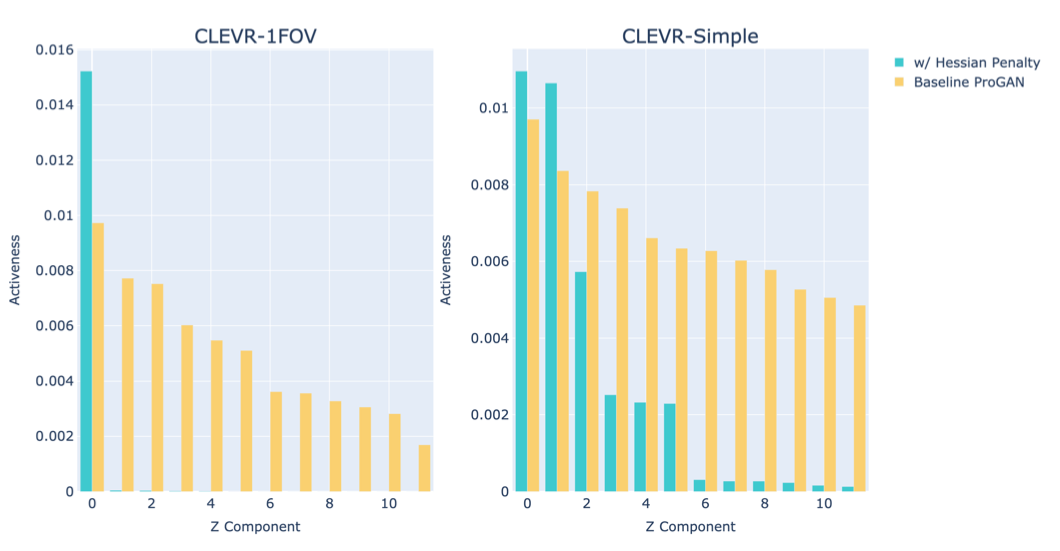 CLEVR-1FOV
0.016
0.014
0.012
0.01
0.008
0.006
0.004
0.002
0
Activeness
0 2 4 6 8 10
Z Component
CLEVR-Simple
0.01
0.008
0.006
0.004
0.002
0
Activeness
0 2 4 6 8 10
Z Component
w/ Hessian Penalty
Baseline ProGAN